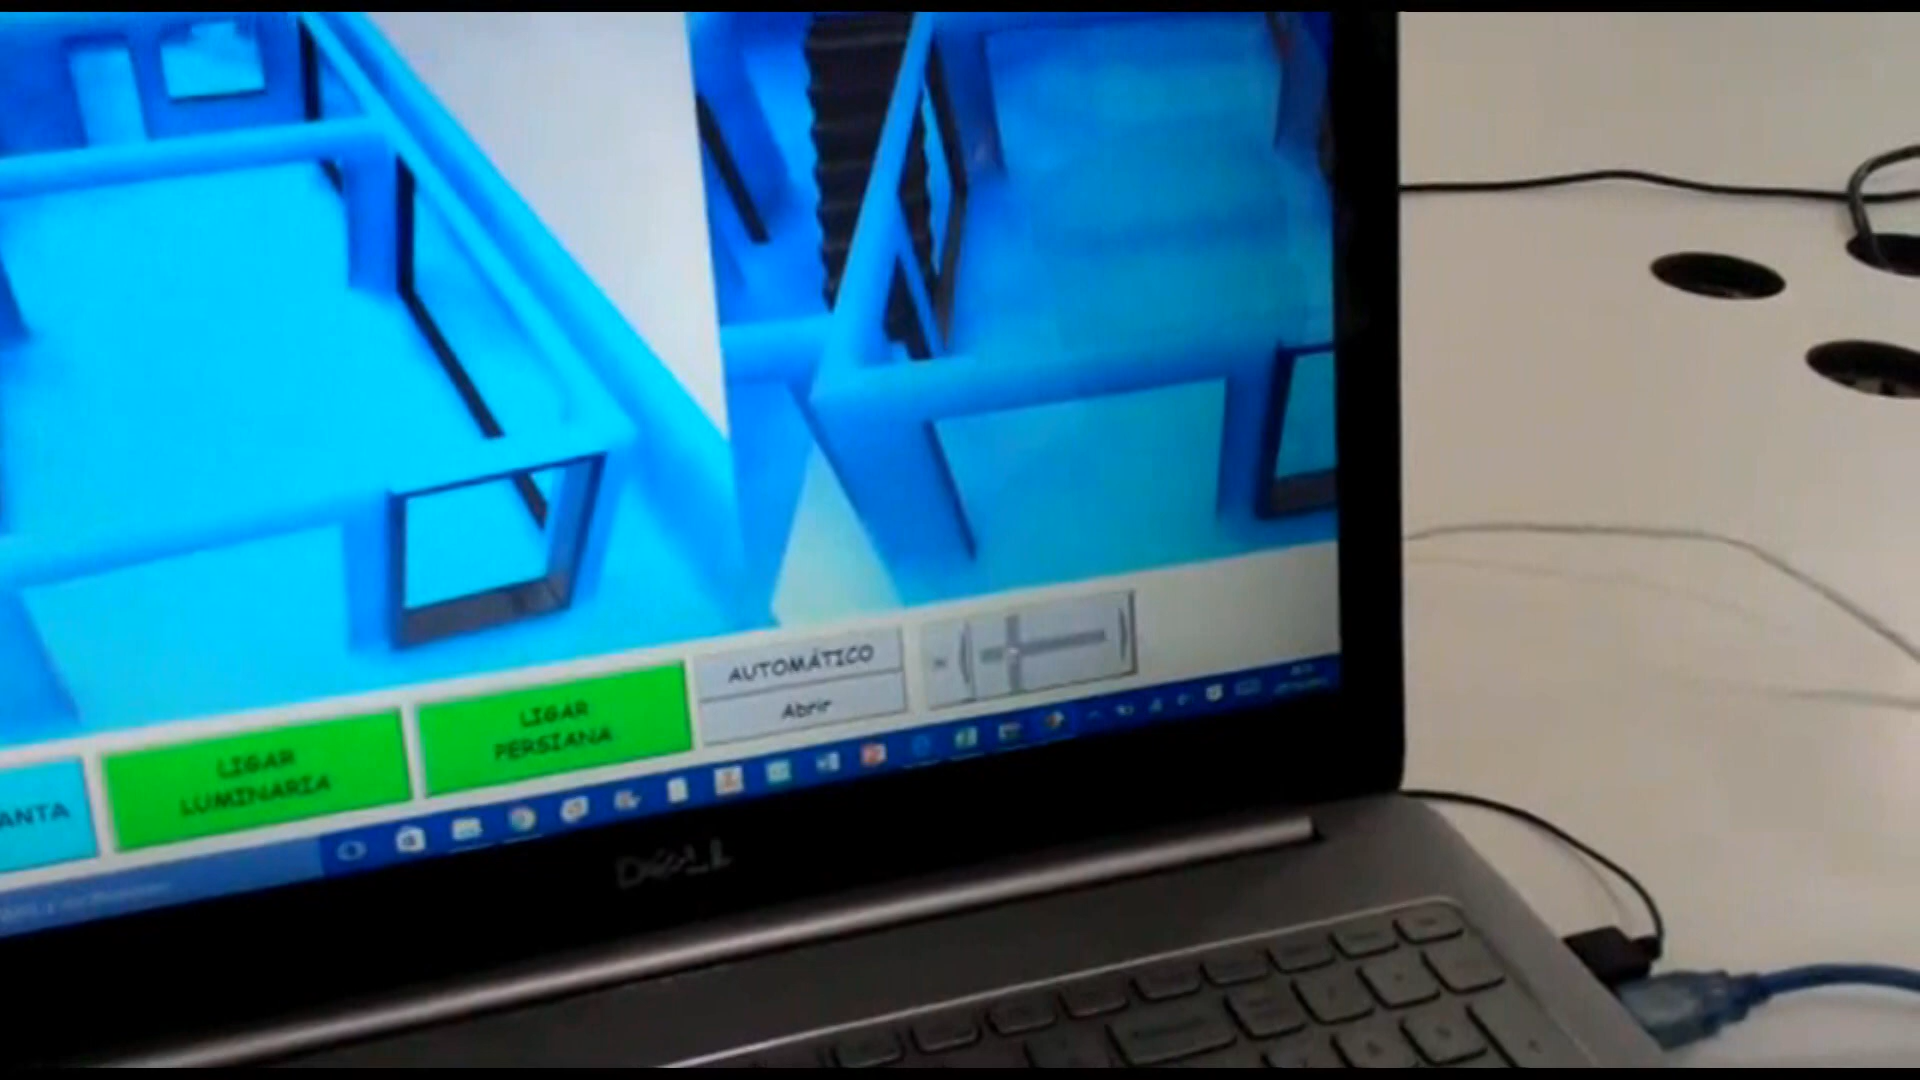 AUTOMÁTICO
Abrir
LIGAR
PERSIANA
LIGAR
LUMINARIA
ANTA
DELL